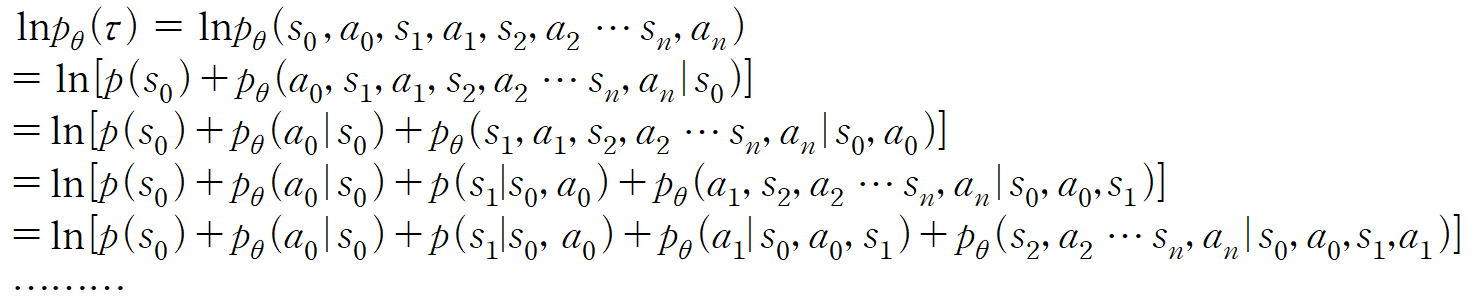 lnp_θ(τ) = lnp_θ(s_0, a_0, s_1, a_1, s_2, a_2 ⋯ s_n, a_n)
= ln[p(s_0) + p_θ(a_0, s_1, a_1, s_2, a_2 ⋯ s_n, a_n|s_0)]
= ln[p(s_0) + p_θ(a_0|s_0) + p_θ(s_1, a_1, s_2, a_2 ⋯ s_n, a_n|s_0, a_0)]
= ln[p(s_0) + p_θ(a_0|s_0) + p(s_1|s_0, a_0) + p_θ(a_1, s_2, a_2 ⋯ s_n, a_n|s_0, a_0, s_1)]
= ln[p(s_0) + p_θ(a_0|s_0) + p(s_1|s_0, a_0) + p_θ(a_1|s_0, a_0, s_1) + p_θ(s_2, a_2 ⋯ s_n, a_n|s_0, a_0, s_1, a_1)]
⋯⋯⋯